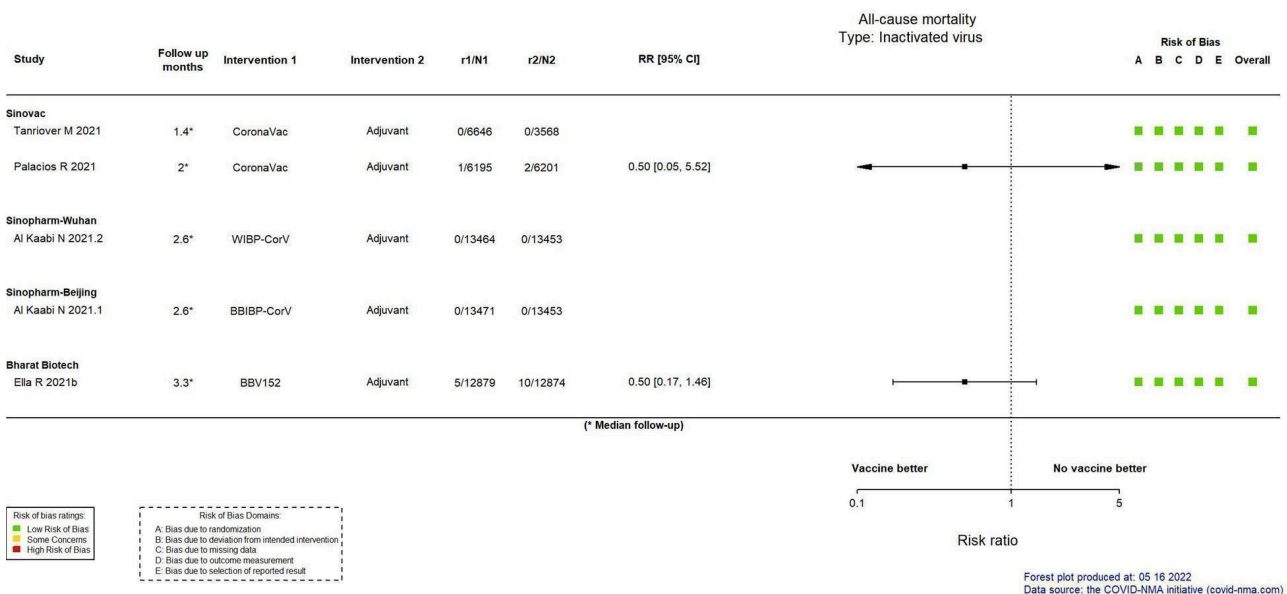 All-cause mortality
Type: Inactivated virus
Risk of Bias
Study Follow up months Intervention 1 Intervention 2 r1/N1 r2/N2 RR [95% CI] A B C D E Overall
Sinovac
Tanriover M 2021 1.4* CoronaVac Adjuvant 0/6646 0/3568
Palacios R 2021 2* CoronaVac Adjuvant 1/6195 2/6201 0.50 [0.05, 5.52]
Sinopharm-Wuhan
Al Kaabi N 2021.2 2.6* WIBP-CorV Adjuvant 0/13464 0/13453
Sinopharm-Beijing
Al Kaabi N 2021.1 2.6* BBIBP-CorV Adjuvant 0/13471 0/13453
Bharat Biotech
Ella R 2021b 3.3* BBV152 Adjuvant 5/12879 10/12874 0.50 [0.17, 1.46]
(* Median follow-up)
Vaccine better No vaccine better
0.1 1 5
Risk ratio
Risk of bias ratings:
Low Risk of Bias
Some Concerns
High Risk of Bias
Risk of Bias Domains:
A: Bias due to randomization
B: Bias due to deviation from intended intervention
C: Bias due to missing data
D: Bias due to outcome measurement
E: Bias due to selection of reported result
Forest plot produced at: 05 16 2022
Data source: the COVID-NMA initiative (covid-nma.com)